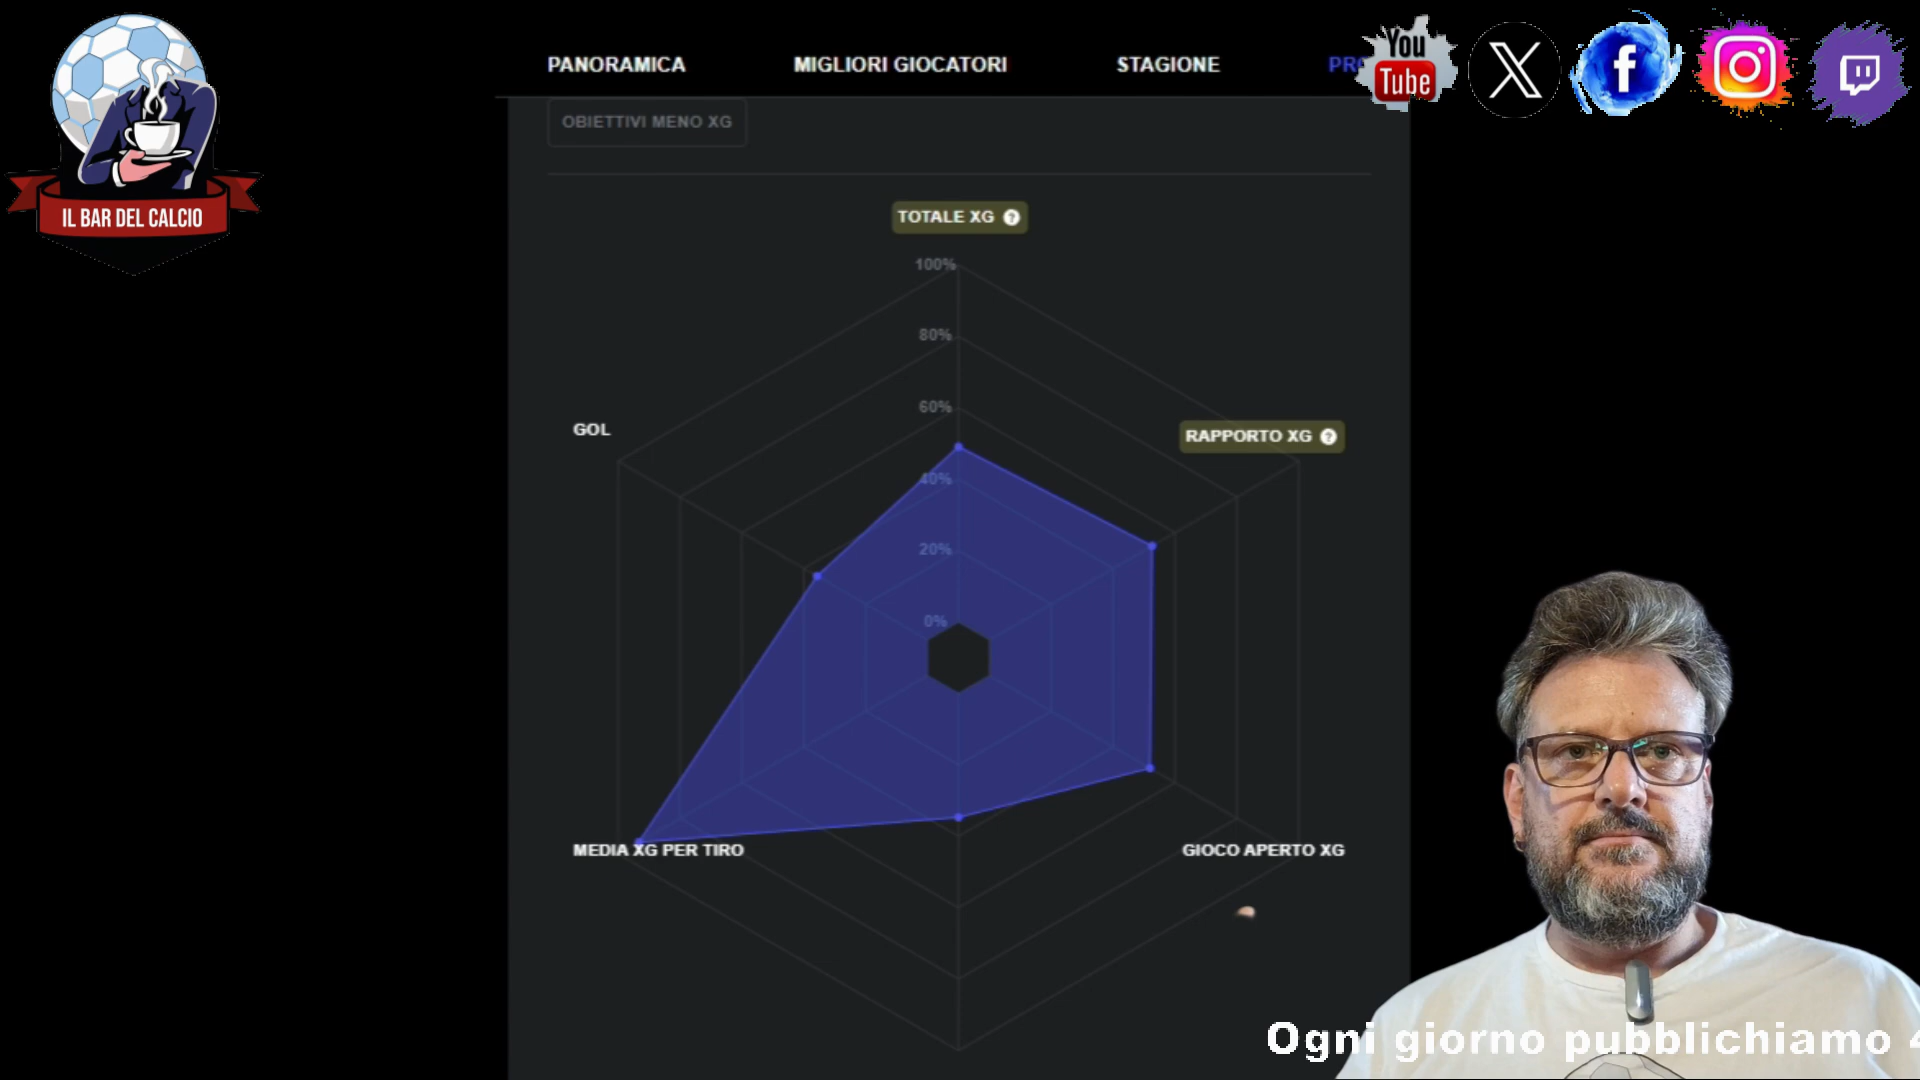 PANORAMICA
MIGLIORI GIOCATORI
STAGIONE
You
Tube
OBIETTIVI MENO XG
IL BAR DEL CALCIO
TOTALE XG ?
100%
80%
60%
GOL
RAPPORTO XG ?
40%
20%
0%
MEDIA XG PER TIRO
GIOCO APERTO XG
Ogni giorno pubblichiamo